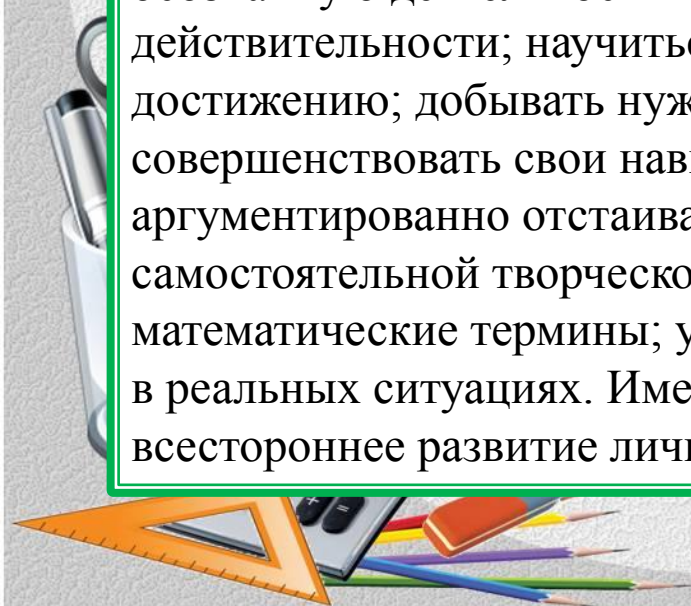 действительности; научитьс
достижению; добывать нуж
совершенствовать свои нав
аргументированно отстаива
самостоятельной творческо
математические термины; у
в реальных ситуациях. Име
всестороннее развитие личн